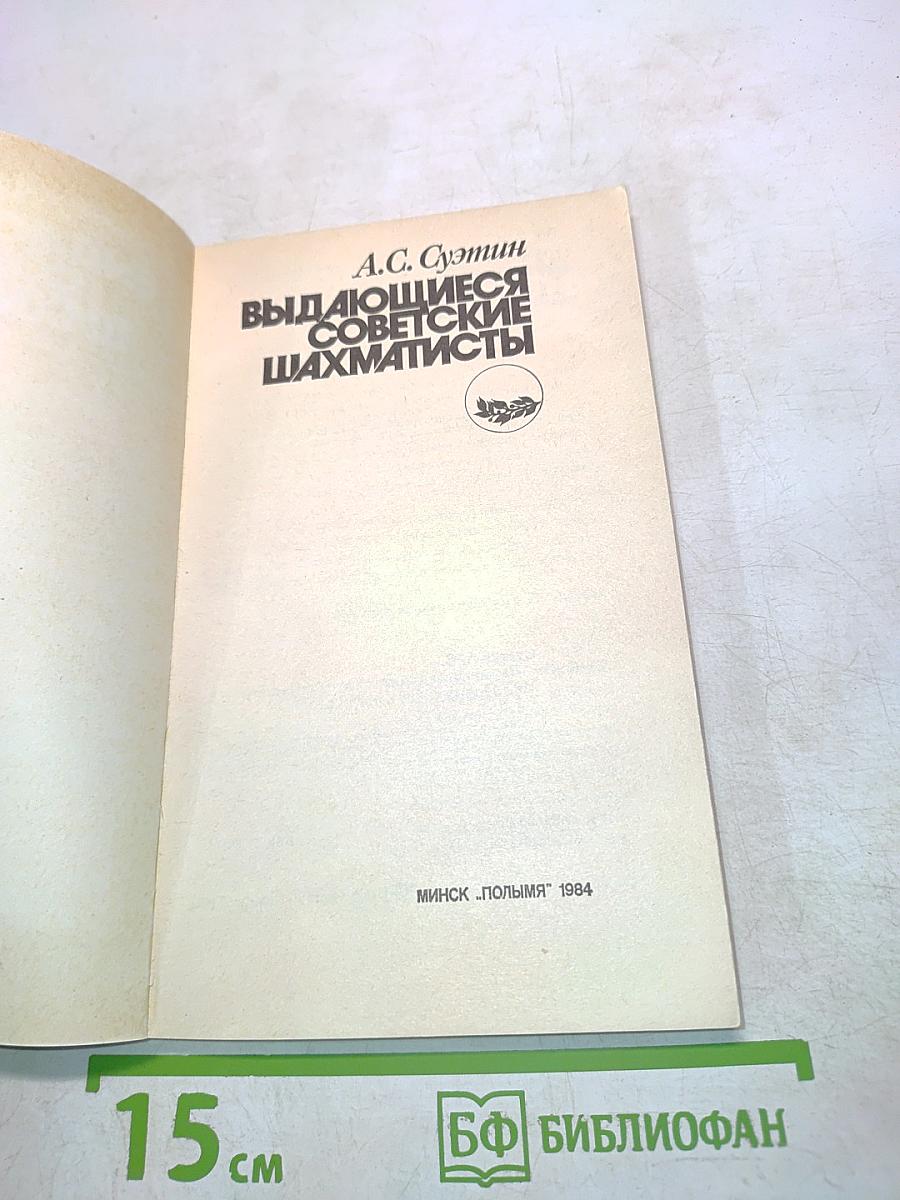 А.С. Суэтин
ВЫДАЮЩИЕСЯ
СОВЕТСКИЕ
ШАХМАТИСТЫ
МИНСК „ПОЛЫМЯ" 1984
15 см
БФ БИБЛИОФАН